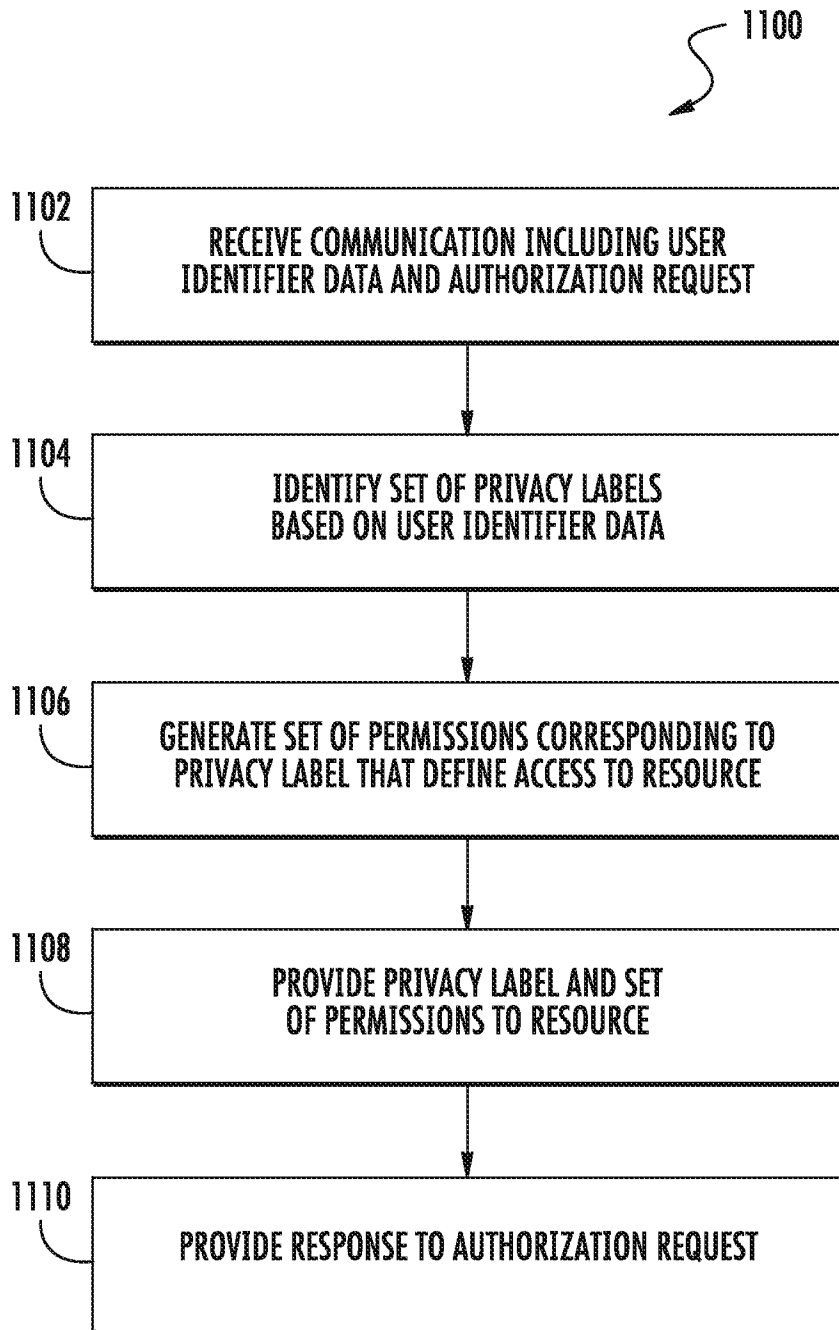 1100
1102
RECEIVE COMMUNICATION INCLUDING USER
IDENTIFIER DATA AND AUTHORIZATION REQUEST
1104
IDENTIFY SET OF PRIVACY LABELS
BASED ON USER IDENTIFIER DATA
1106
GENERATE SET OF PERMISSIONS CORRESPONDING TO
PRIVACY LABEL THAT DEFINE ACCESS TO RESOURCE
1108
PROVIDE PRIVACY LABEL AND SET
OF PERMISSIONS TO RESOURCE
1110
PROVIDE RESPONSE TO AUTHORIZATION REQUEST